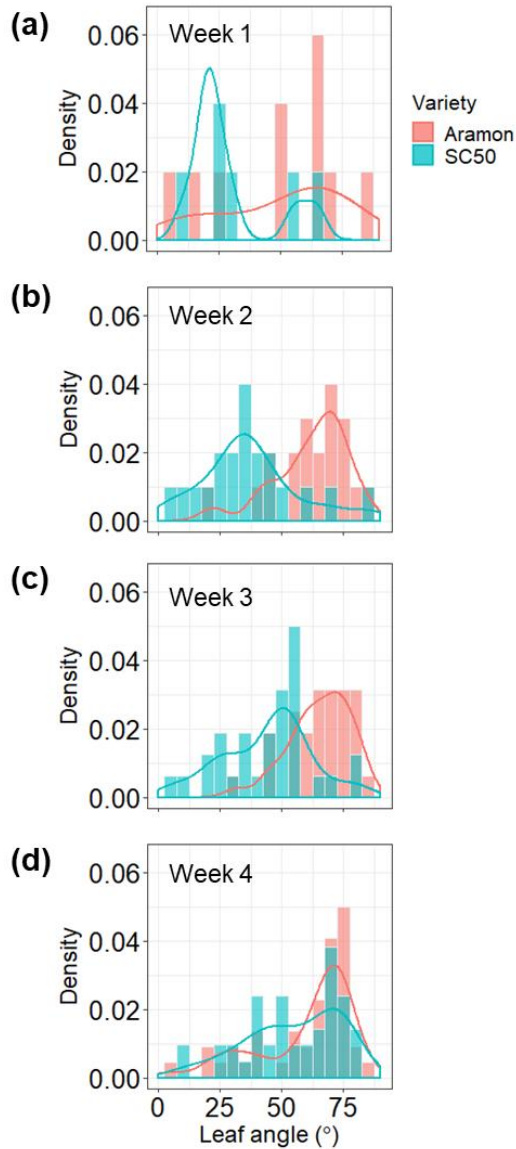 (a)
Week 1
0.06
0.04
0.02
0.00
Density
Variety
Aramon
SC50
(b)
Week 2
0.06
0.04
0.02
0.00
Density
(c)
Week 3
0.06
0.04
0.02
0.00
Density
(d)
Week 4
0.06
0.04
0.02
0.00
Density
0 25 50 75
Leaf angle (°)